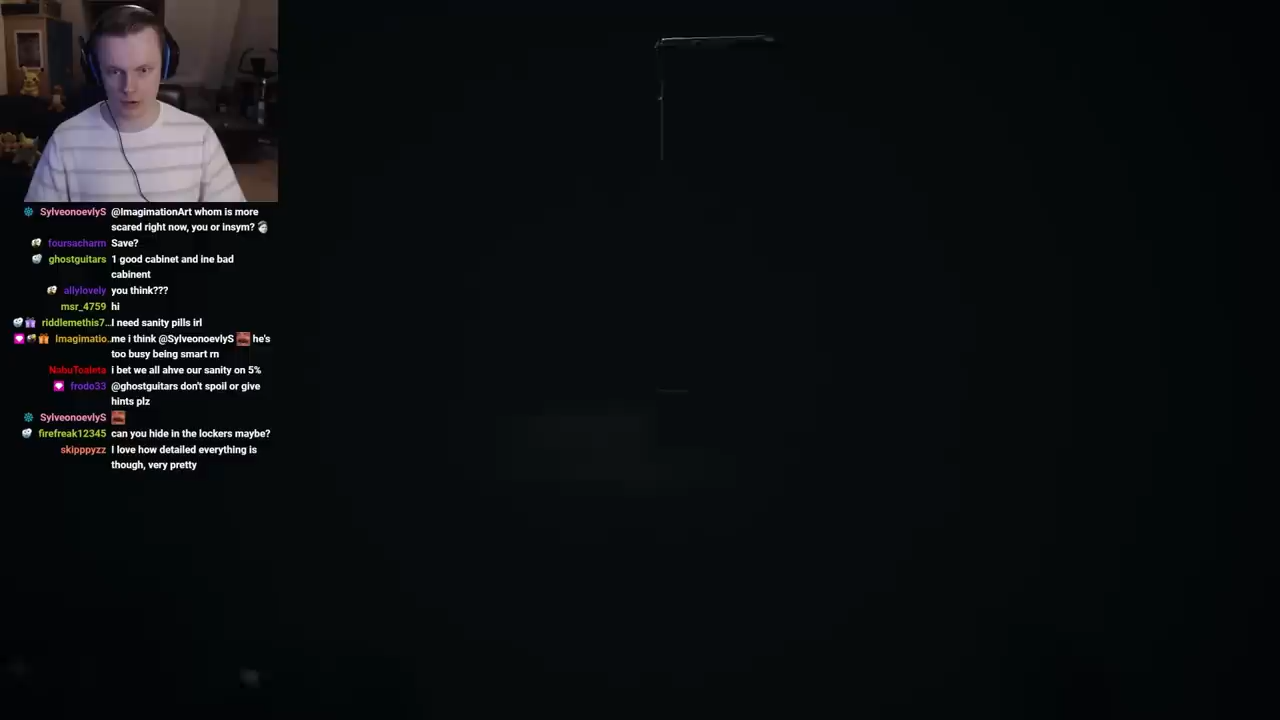 SylveonoevlyS @ImagimationArt whom is more
scared right now, you or insym?
foursacharm Save?
ghostguitars 1 good cabinet and ine bad
cabinent
allylovely you think???
msr_4759 hi
riddlemethis7... I need sanity pills irl
Imagimatio... me i think @SylveonoevlyS he's
too busy being smart rn
NabuToaleta i bet we all ahve our sanity on 5%
frodo33 @ghostguitars don't spoil or give
hints plz
SylveonoevlyS
firefreak12345 can you hide in the lockers maybe?
skipppyzz I love how detailed everything is
though, very pretty